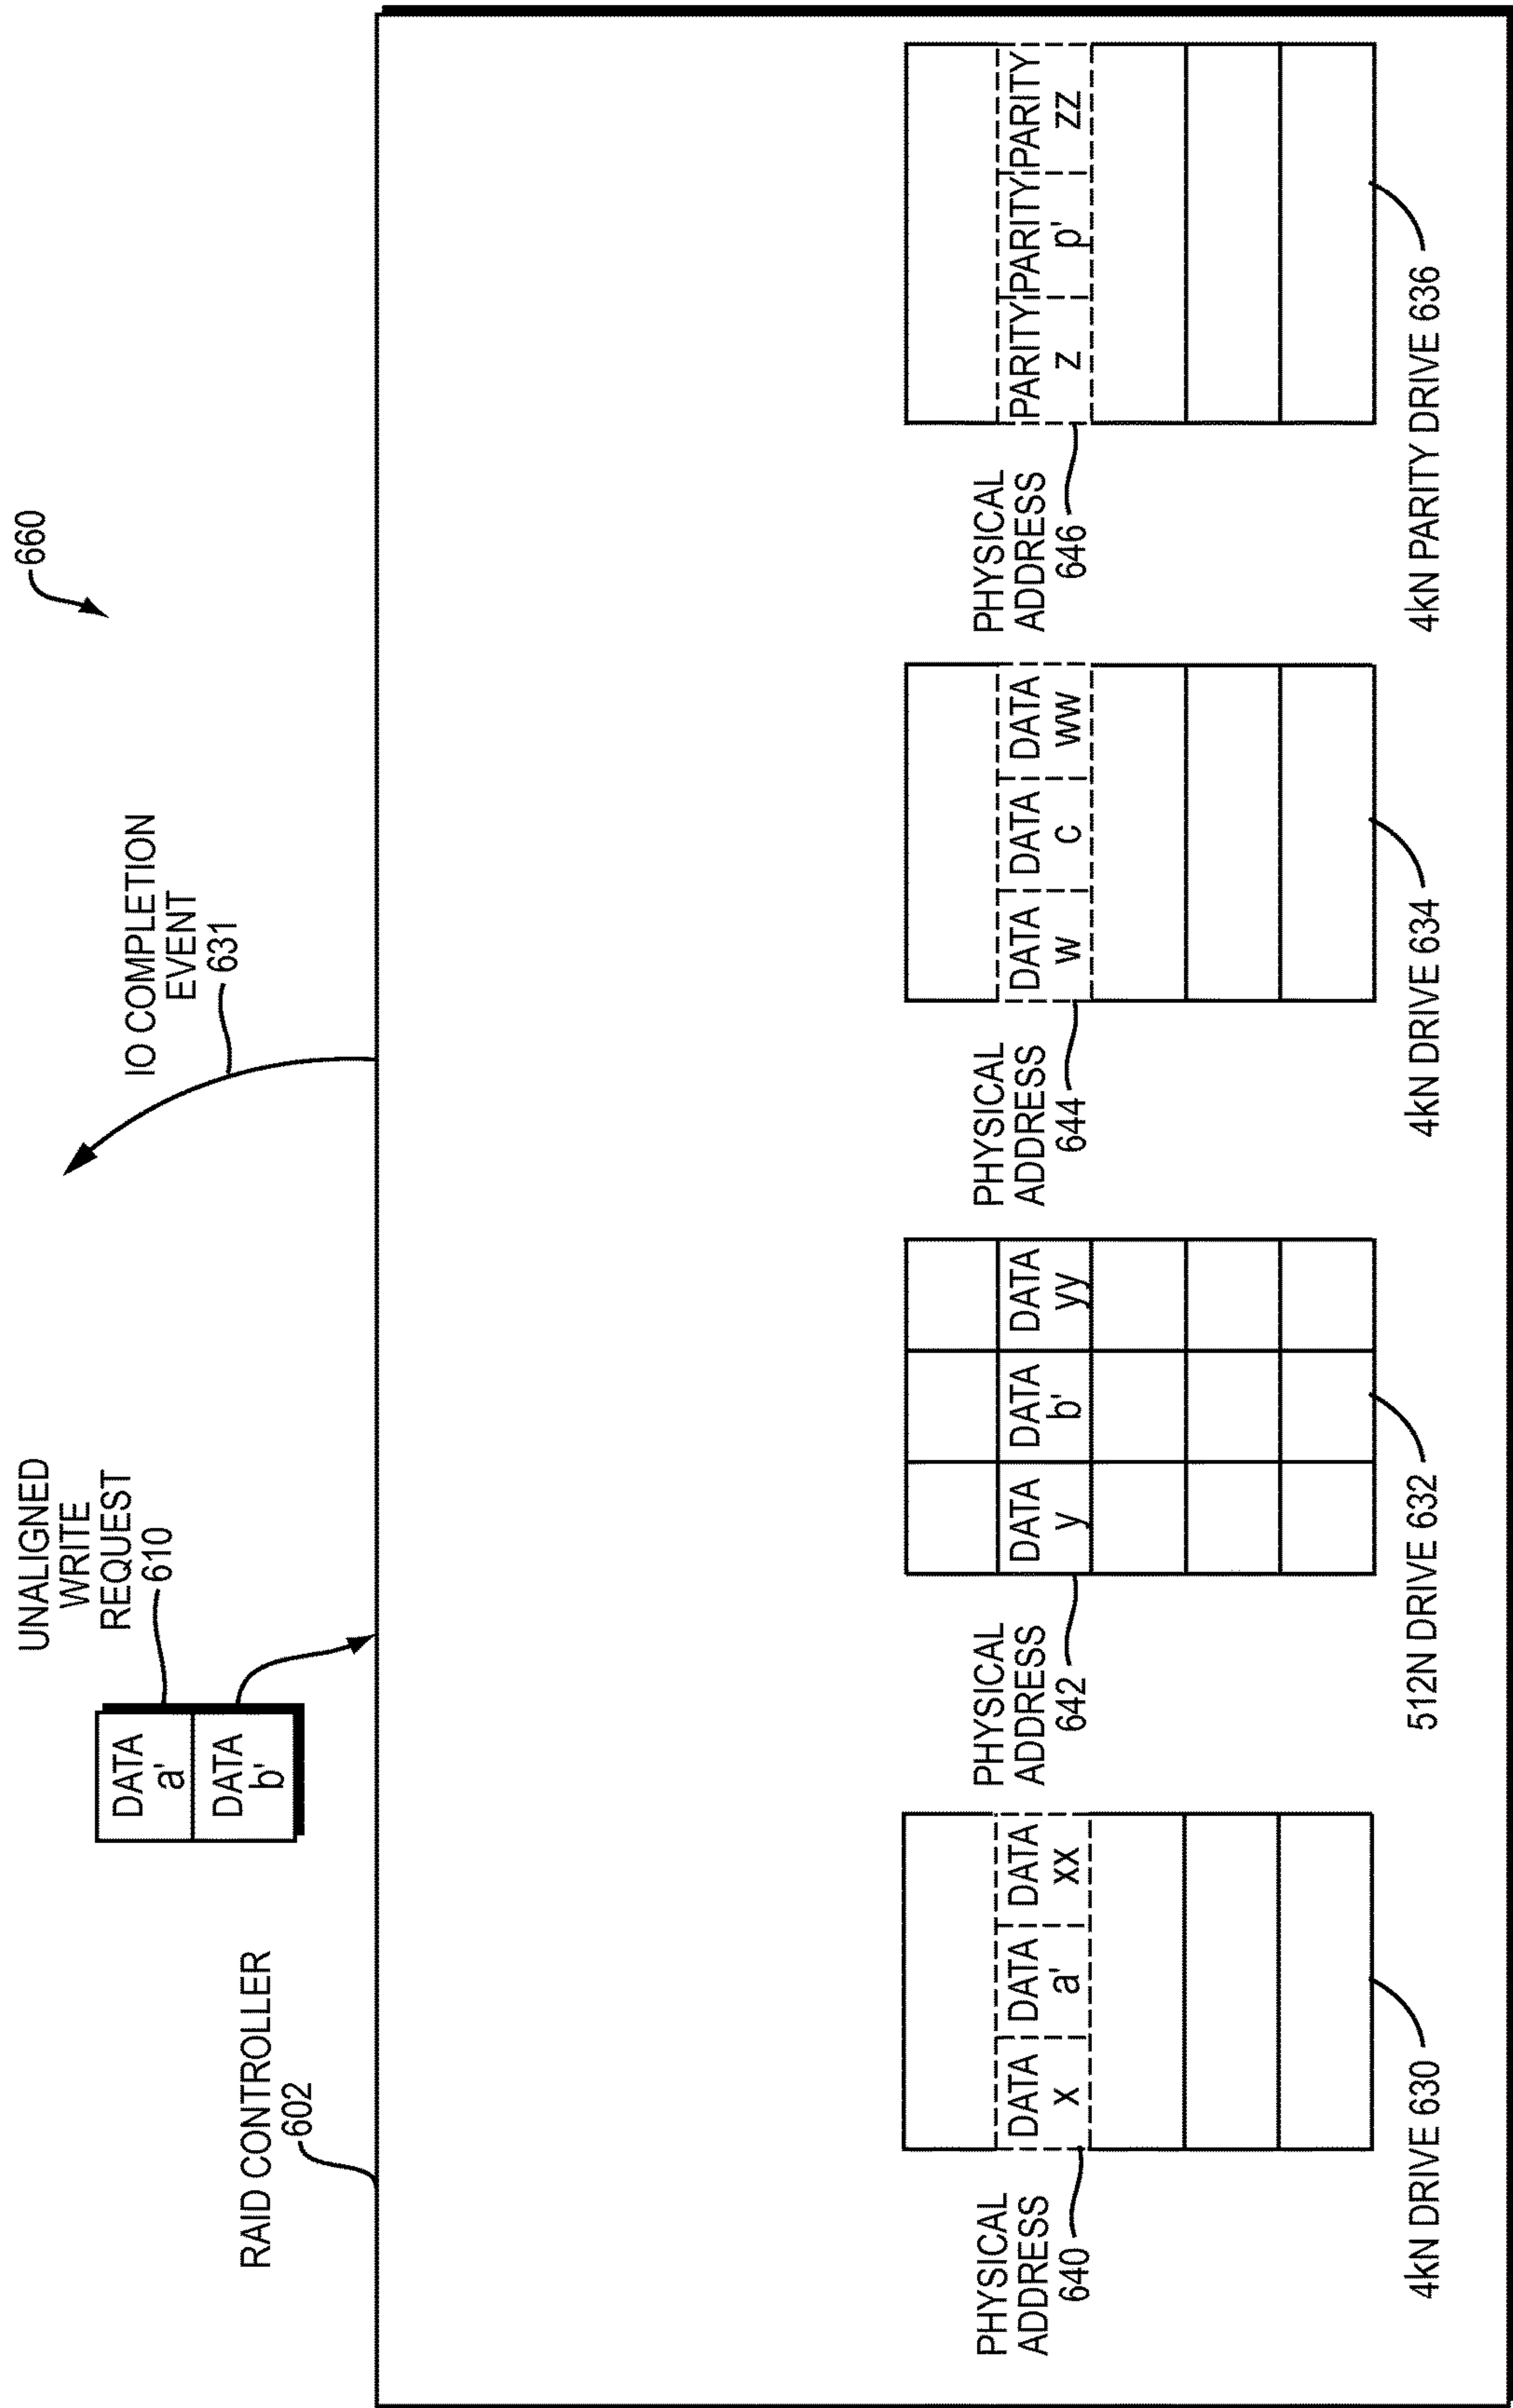 660
UNALIGNED
WRITE
REQUEST
610
IO COMPLETION
EVENT
631
DATA
a'
DATA
b'
RAID CONTROLLER
602
PHYSICAL
ADDRESS
640
DATA DATA DATA
x a' xx
4kN DRIVE 630
PHYSICAL
ADDRESS
642
DATA DATA DATA
y b' yy
512N DRIVE 632
PHYSICAL
ADDRESS
644
DATA DATA DATA
w c ww
4kN DRIVE 634
PHYSICAL
ADDRESS
646
PARITY PARITY PARITY
z p' zz
4kN PARITY DRIVE 636